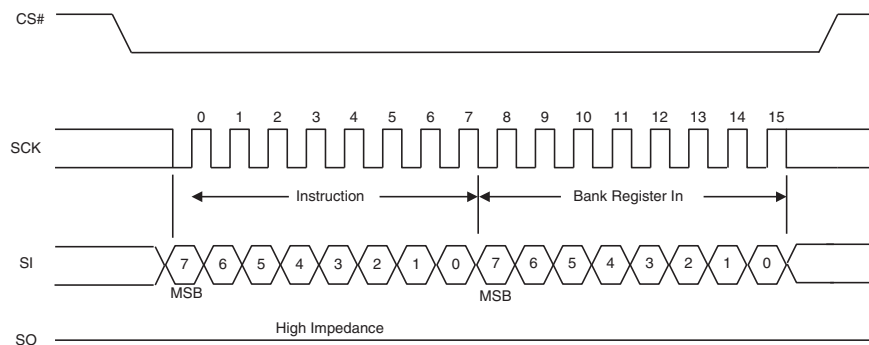 CS#
0 1 2 3 4 5 6 7 8 9 10 11 12 13 14 15
SCK
Instruction Bank Register In
SI 7 6 5 4 3 2 1 0 7 6 5 4 3 2 1 0
MSB MSB
High Impedance
SO